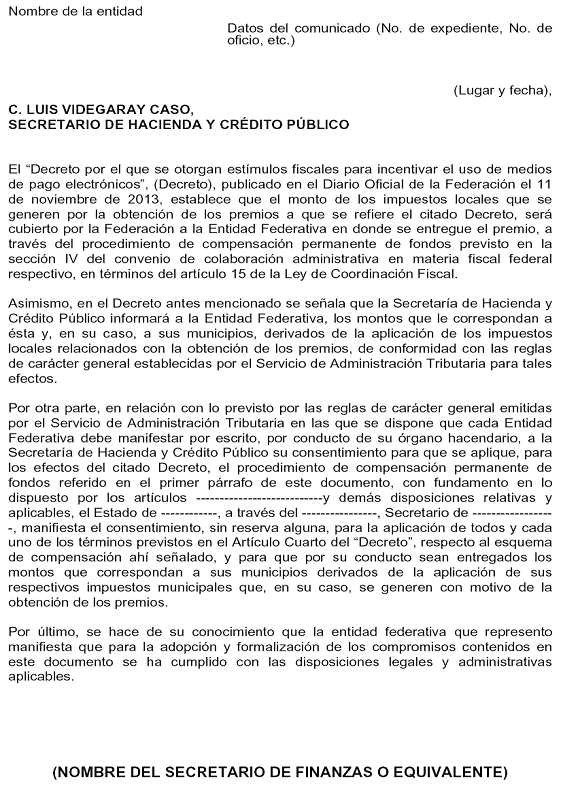 Nombre de la entidad
Datos del comunicado (No. de expediente, No. de
oficio, etc.)
(Lugar y fecha),
C. LUIS VIDEGARAY CASO,
SECRETARIO DE HACIENDA Y CRÉDITO PÚBLICO
El “Decreto por el que se otorgan estímulos fiscales para incentivar el uso de medios
de pago electrónicos”, (Decreto), publicado en el Diario Oficial de la Federación el 11
de noviembre de 2013, establece que el monto de los impuestos locales que se
generen por la obtención de los premios a que se refiere el citado Decreto, será
cubierto por la Federación a la Entidad Federativa en donde se entregue el premio, a
través del procedimiento de compensación permanente de fondos previsto en la
sección IV del convenio de colaboración administrativa en materia fiscal federal
respectivo, en términos del artículo 15 de la Ley de Coordinación Fiscal.
Asimismo, en el Decreto antes mencionado se señala que la Secretaría de Hacienda y
Crédito Público informará a la Entidad Federativa, los montos que le correspondan a
ésta y, en su caso, a sus municipios, derivados de la aplicación de los impuestos
locales relacionados con la obtención de los premios, de conformidad con las reglas
de carácter general establecidas por el Servicio de Administración Tributaria para tales
efectos.
Por otra parte, en relación con lo previsto por las reglas de carácter general emitidas
por el Servicio de Administración Tributaria en las que se dispone que cada Entidad
Federativa debe manifestar por escrito, por conducto de su órgano hacendario, a la
Secretaría de Hacienda y Crédito Público su consentimiento para que se aplique, para
los efectos del citado Decreto, el procedimiento de compensación permanente de
fondos referido en el primer párrafo de este documento, con fundamento en lo
dispuesto por los artículos ---------------------------y demás disposiciones relativas y
aplicables, el Estado de ------------, a través del ----------------, Secretario de -----------------
-, manifiesta el consentimiento, sin reserva alguna, para la aplicación de todos y cada
uno de los términos previstos en el Artículo Cuarto del “Decreto”, respecto al esquema
de compensación ahí señalado, y para que por su conducto sean entregados los
montos que correspondan a sus municipios derivados de la aplicación de sus
respectivos impuestos municipales que, en su caso, se generen con motivo de la
obtención de los premios.
Por último, se hace de su conocimiento que la entidad federativa que represento
manifiesta que para la adopción y formalización de los compromisos contenidos en
este documento se ha cumplido con las disposiciones legales y administrativas
aplicables.
(NOMBRE DEL SECRETARIO DE FINANZAS O EQUIVALENTE)